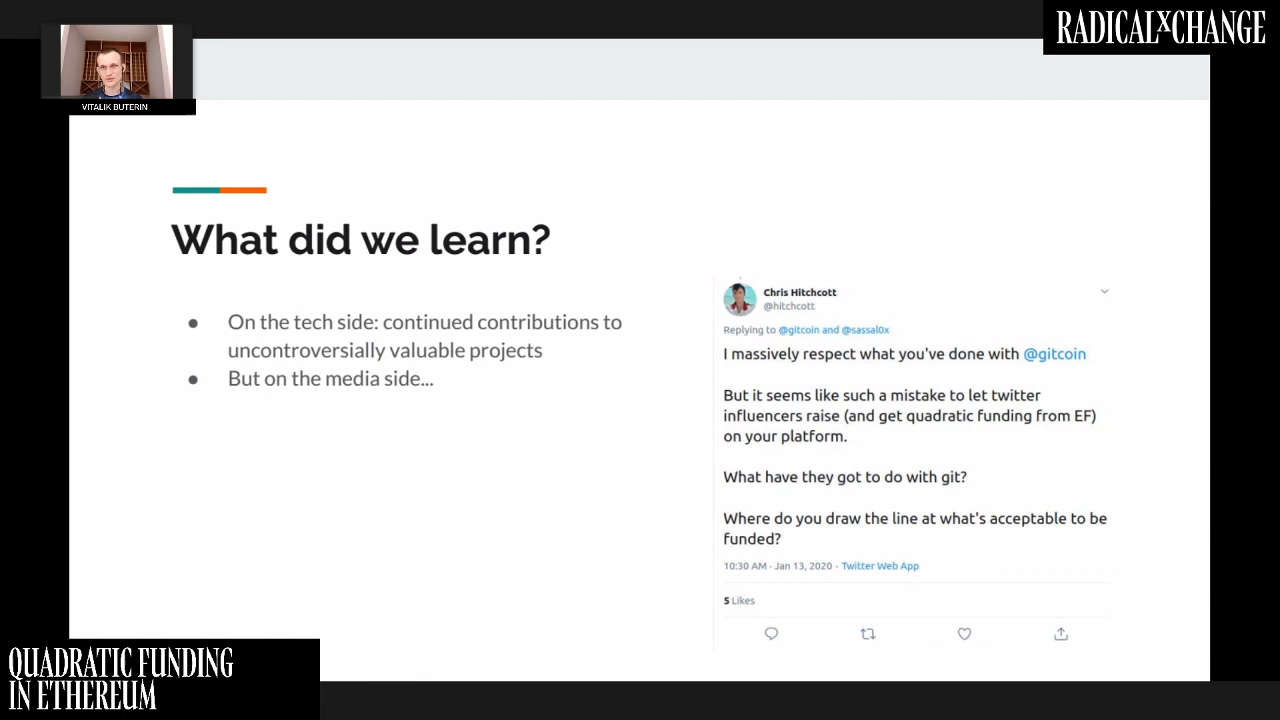 RADICALXCHANGE
VITALIK BUTERIN
What did we learn?
● On the tech side: continued contributions to
uncontroversially valuable projects
● But on the media side...
Chris Hitchcott
@hitchcott
Replying to @gitcoin and @sassal0x
I massively respect what you've done with @gitcoin
But it seems like such a mistake to let twitter
influencers raise (and get quadratic funding from EF)
on your platform.
What have they got to do with git?
Where do you draw the line at what's acceptable to be
funded?
10:30 AM · Jan 13, 2020 · Twitter Web App
5 Likes
QUADRATIC FUNDING
IN ETHEREUM